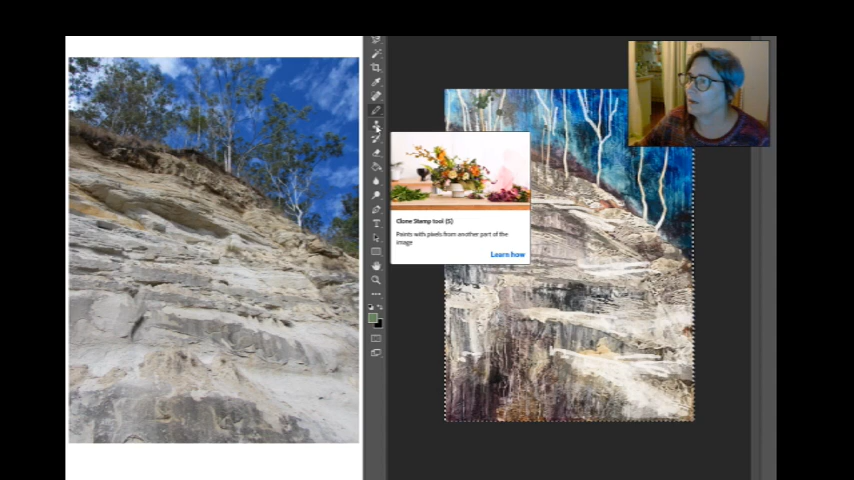 Clone Stamp tool (S)
Paints with pixels from another part of the
image
Learn how